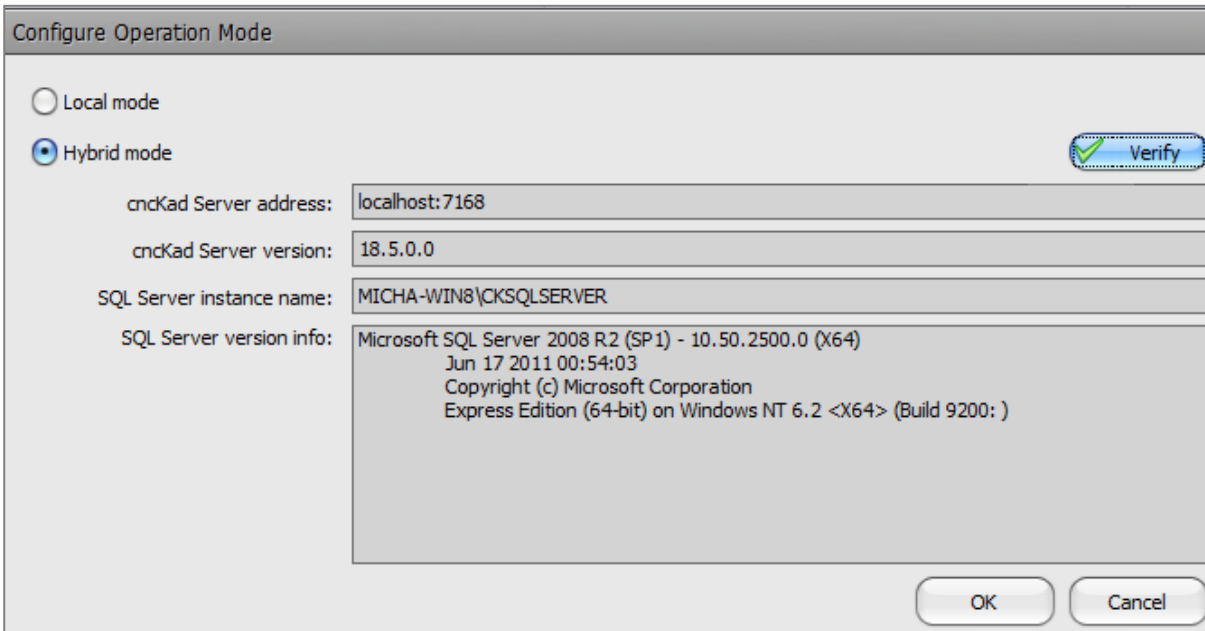 Configure Operation Mode
Local mode
Hybrid mode
Verify
cncKad Server address: localhost:7168
cncKad Server version: 18.5.0.0
SQL Server instance name: MICHA-WIN8\CKSQLSERVER
SQL Server version info: Microsoft SQL Server 2008 R2 (SP1) - 10.50.2500.0 (X64)
Jun 17 2011 00:54:03
Copyright (c) Microsoft Corporation
Express Edition (64-bit) on Windows NT 6.2 <X64> (Build 9200: )
OK
Cancel